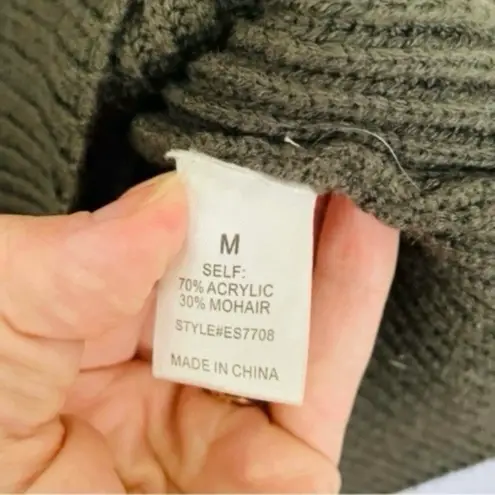 M
SELF:
70% ACRYLIC
30% MOHAIR
STYLE#ES7708
MADE IN CHINA